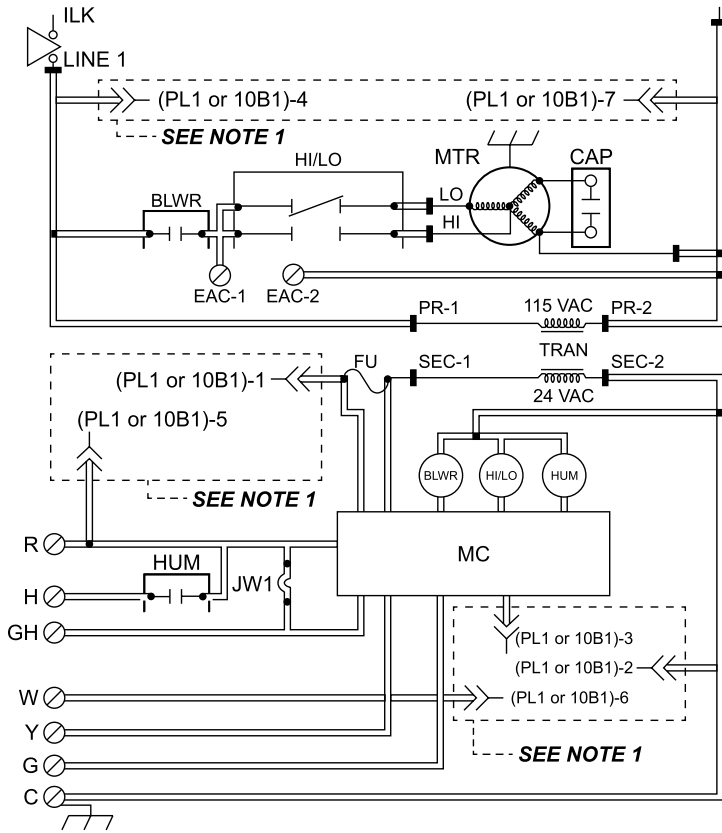 ILK
LINE 1
(PL1 or 10B1)-4
(PL1 or 10B1)-7
SEE NOTE 1
HI/LO
MTR
CAP
BLWR
LO
HI
EAC-1
EAC-2
PR-1
115 VAC
PR-2
TRAN
FU
SEC-1
SEC-2
24 VAC
(PL1 or 10B1)-1
(PL1 or 10B1)-5
SEE NOTE 1
BLWR
HI/LO
HUM
R
MC
HUM
JW1
H
GH
(PL1 or 10B1)-3
(PL1 or 10B1)-2
W
(PL1 or 10B1)-6
Y
SEE NOTE 1
G
C